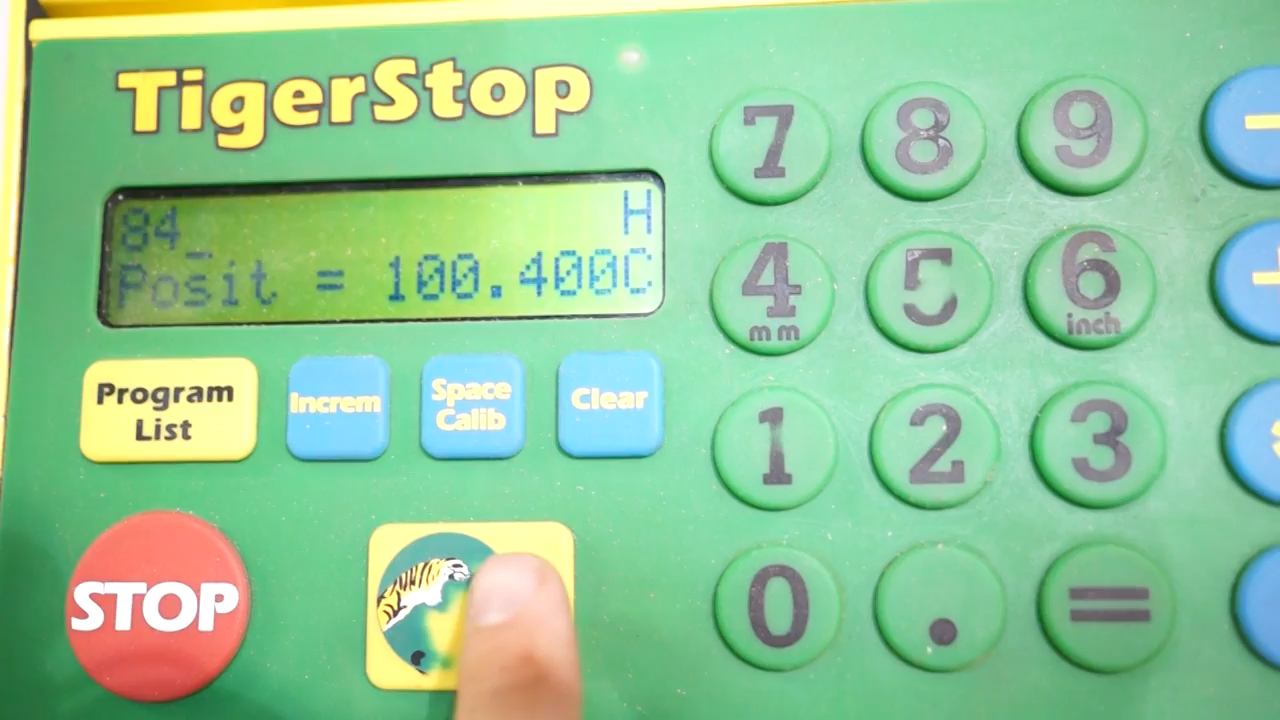 TigerStop
84_ H
Posit = 100.400C
Program List
Increm
Space Calib
Clear
STOP
7 8 9 -
4 mm 5 6 inch
1 2 3
0 . =